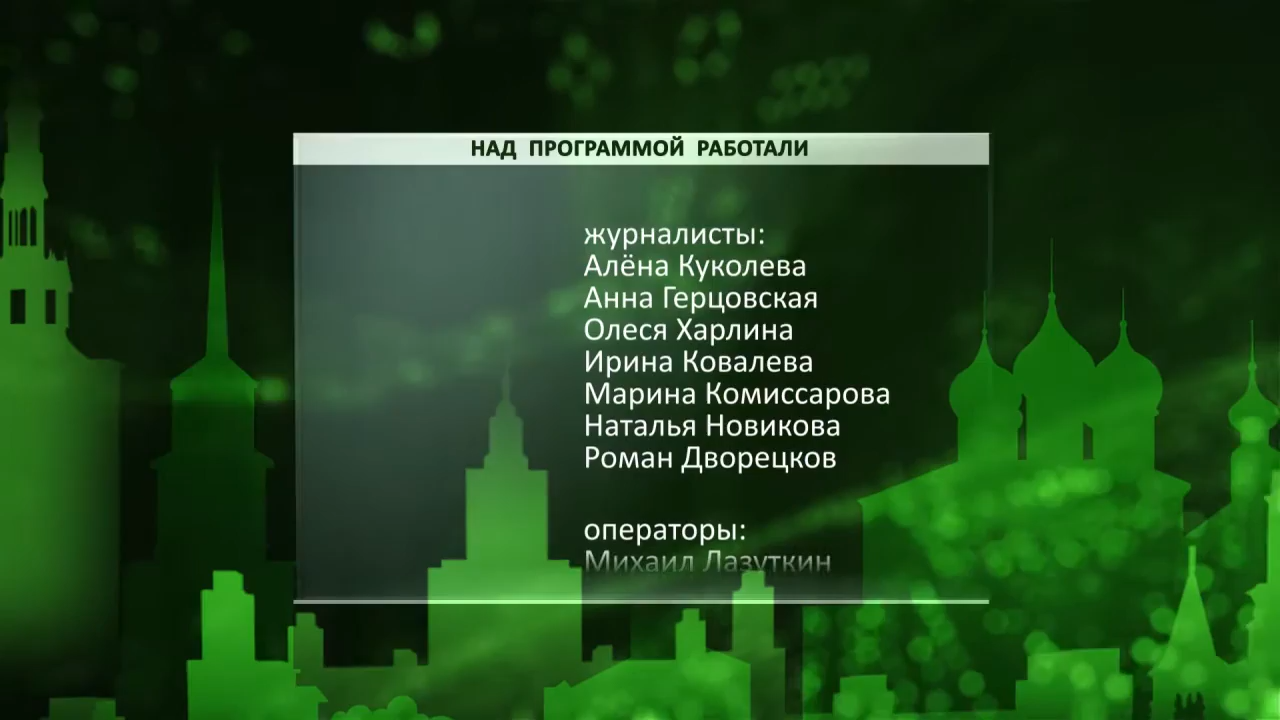 НАД ПРОГРАММОЙ РАБОТАЛИ
журналисты:
Алёна Куколева
Анна Герцовская
Олеся Харлина
Ирина Ковалева
Марина Комиссарова
Наталья Новикова
Роман Дворецков
операторы:
Михаил Лазуткин